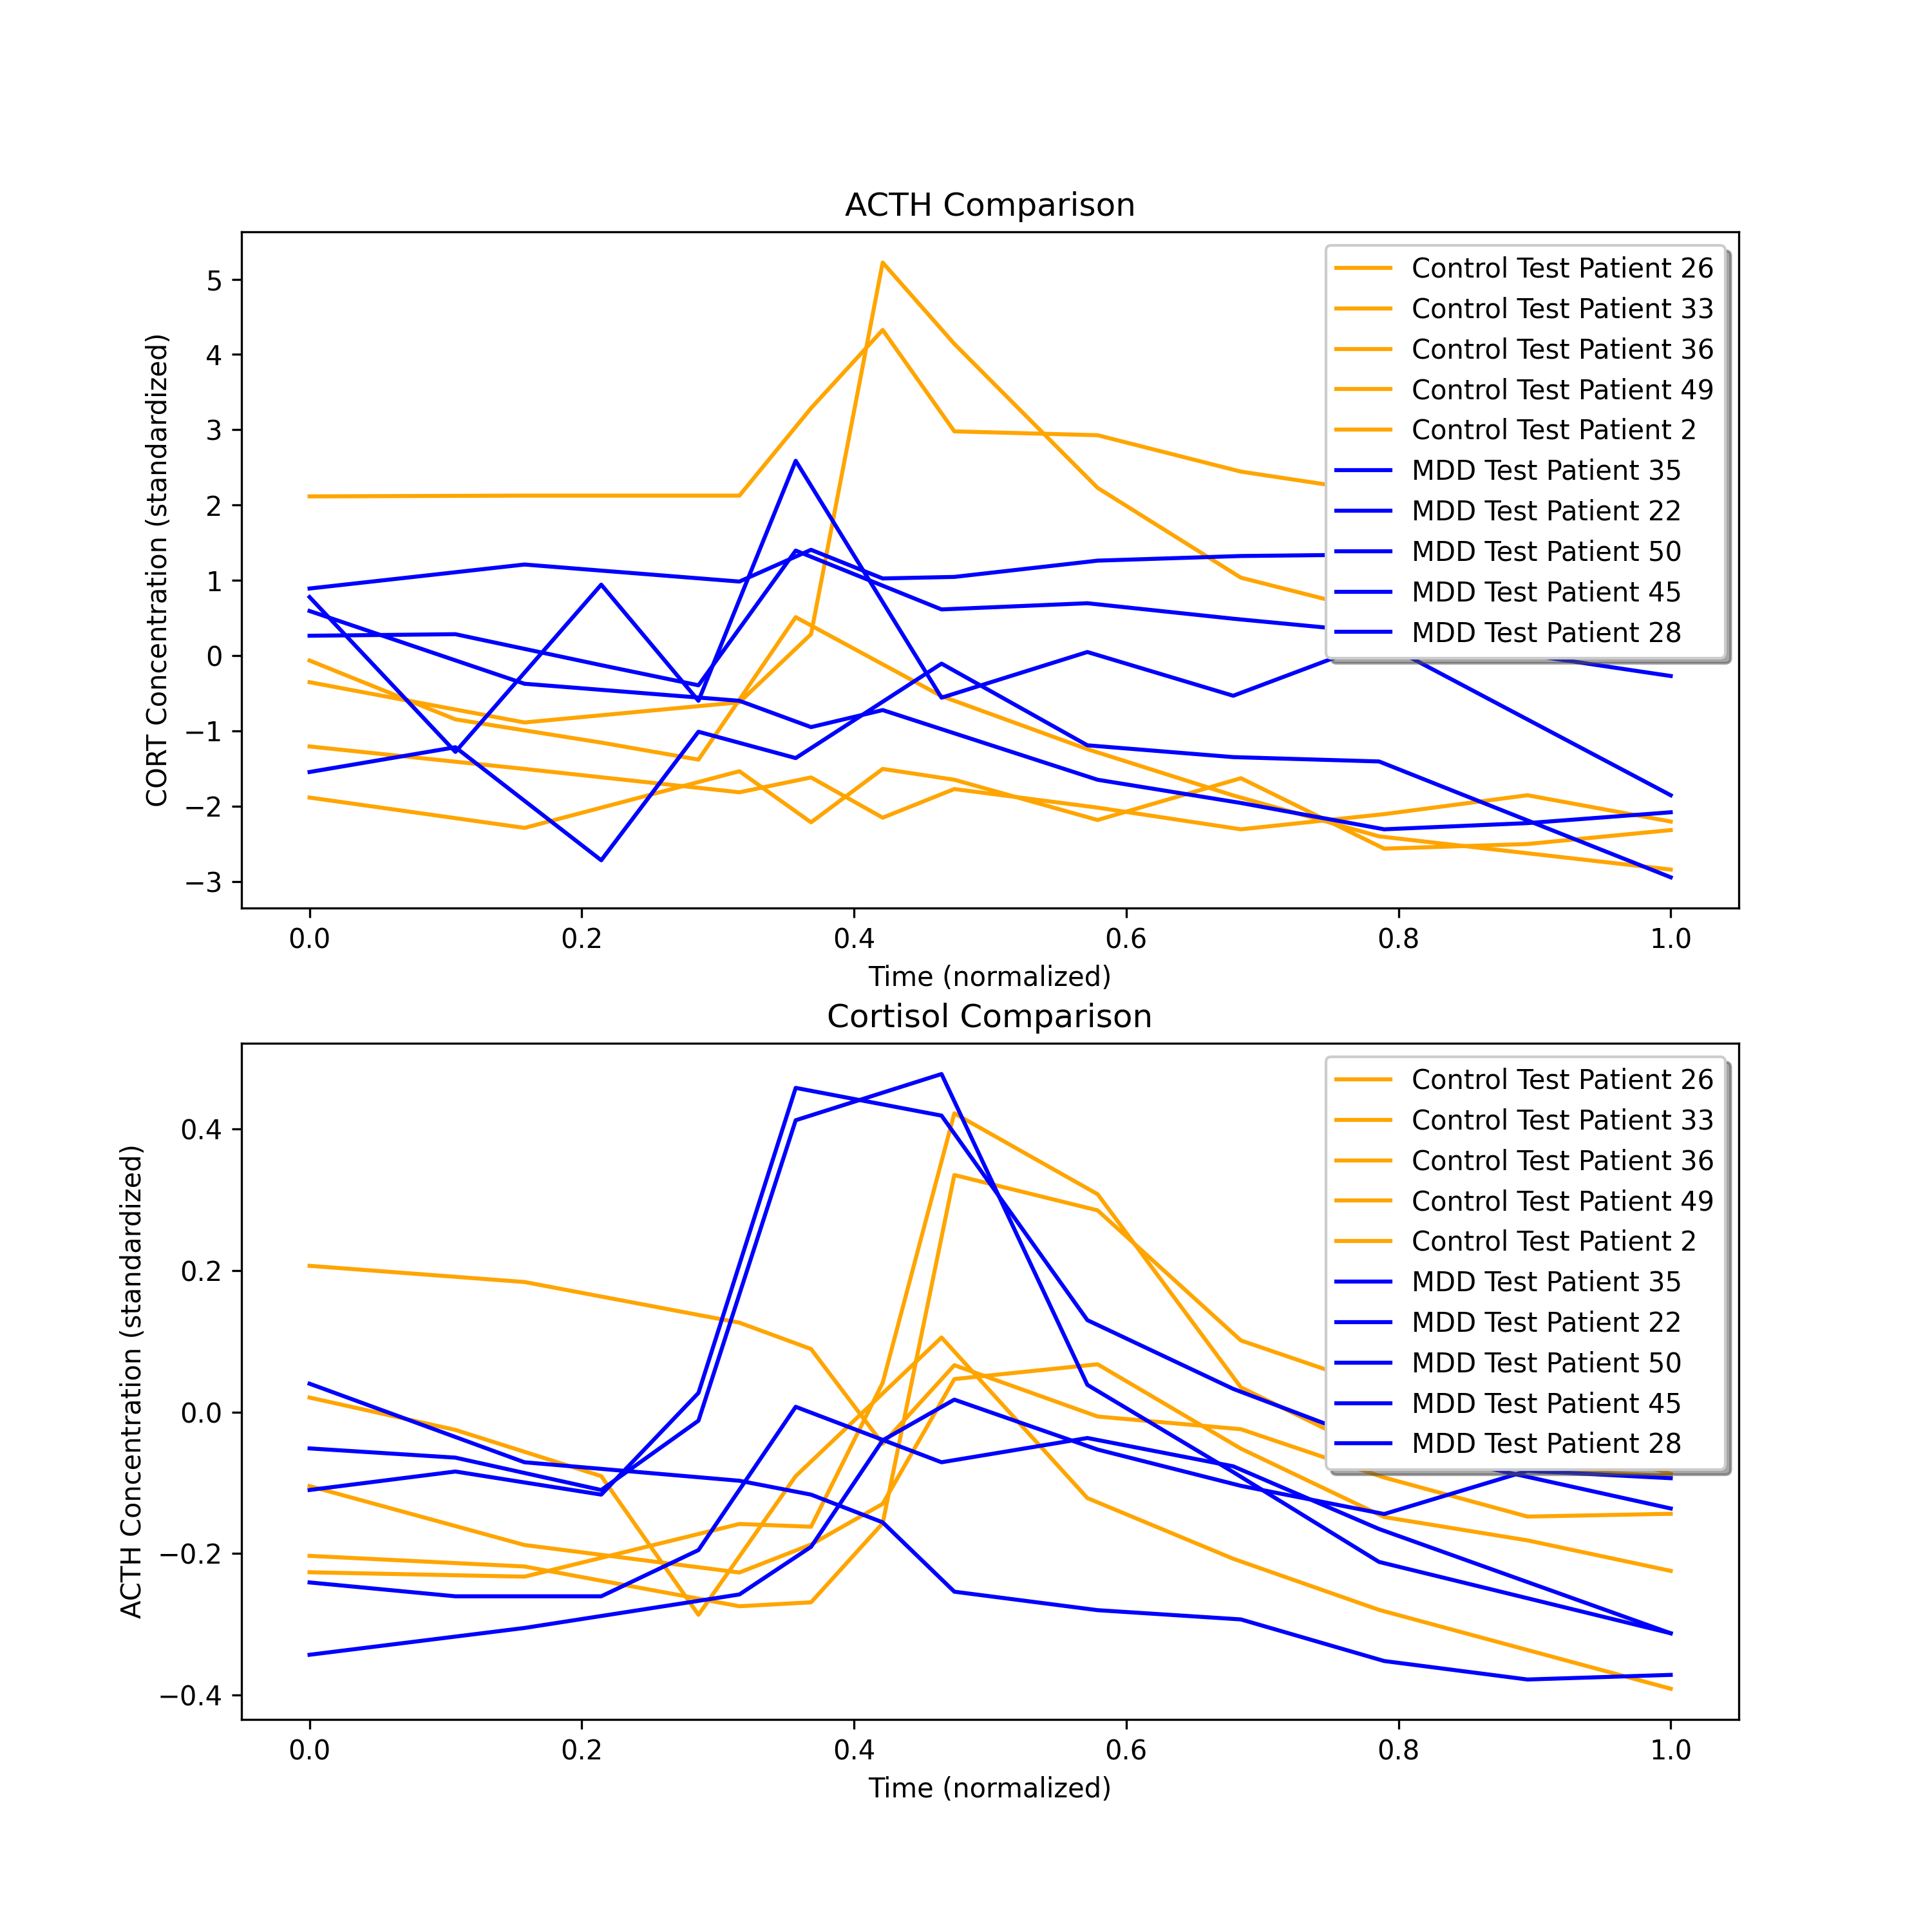 ACTH Comparison
CORT Concentration (standardized)
5
4
3
2
1
0
−1
−2
−3
Control Test Patient 26
Control Test Patient 33
Control Test Patient 36
Control Test Patient 49
Control Test Patient 2
MDD Test Patient 35
MDD Test Patient 22
MDD Test Patient 50
MDD Test Patient 45
MDD Test Patient 28
0.0 0.2 0.4 0.6 0.8 1.0
Time (normalized)
Cortisol Comparison
ACTH Concentration (standardized)
0.4
0.2
0.0
−0.2
−0.4
Control Test Patient 26
Control Test Patient 33
Control Test Patient 36
Control Test Patient 49
Control Test Patient 2
MDD Test Patient 35
MDD Test Patient 22
MDD Test Patient 50
MDD Test Patient 45
MDD Test Patient 28
0.0 0.2 0.4 0.6 0.8 1.0
Time (normalized)